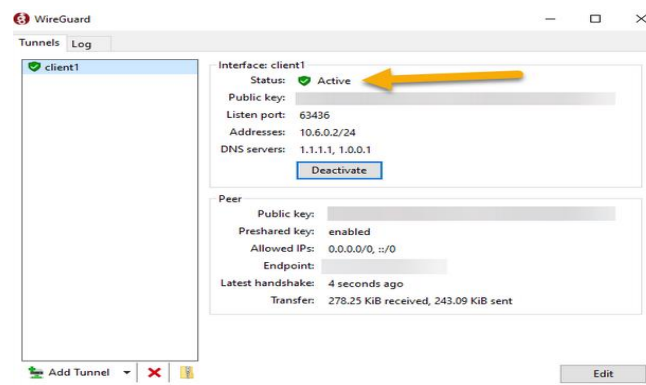 WireGuard
Tunnels Log
client1
Interface: client1
Status: Active
Public key:
Listen port: 63436
Addresses: 10.6.0.2/24
DNS servers: 1.1.1.1, 1.0.0.1
Deactivate
Peer
Public key:
Preshared key: enabled
Allowed IPs: 0.0.0.0/0, ::/0
Endpoint:
Latest handshake: 4 seconds ago
Transfer: 278.25 KiB received, 243.09 KiB sent
Add Tunnel
Edit